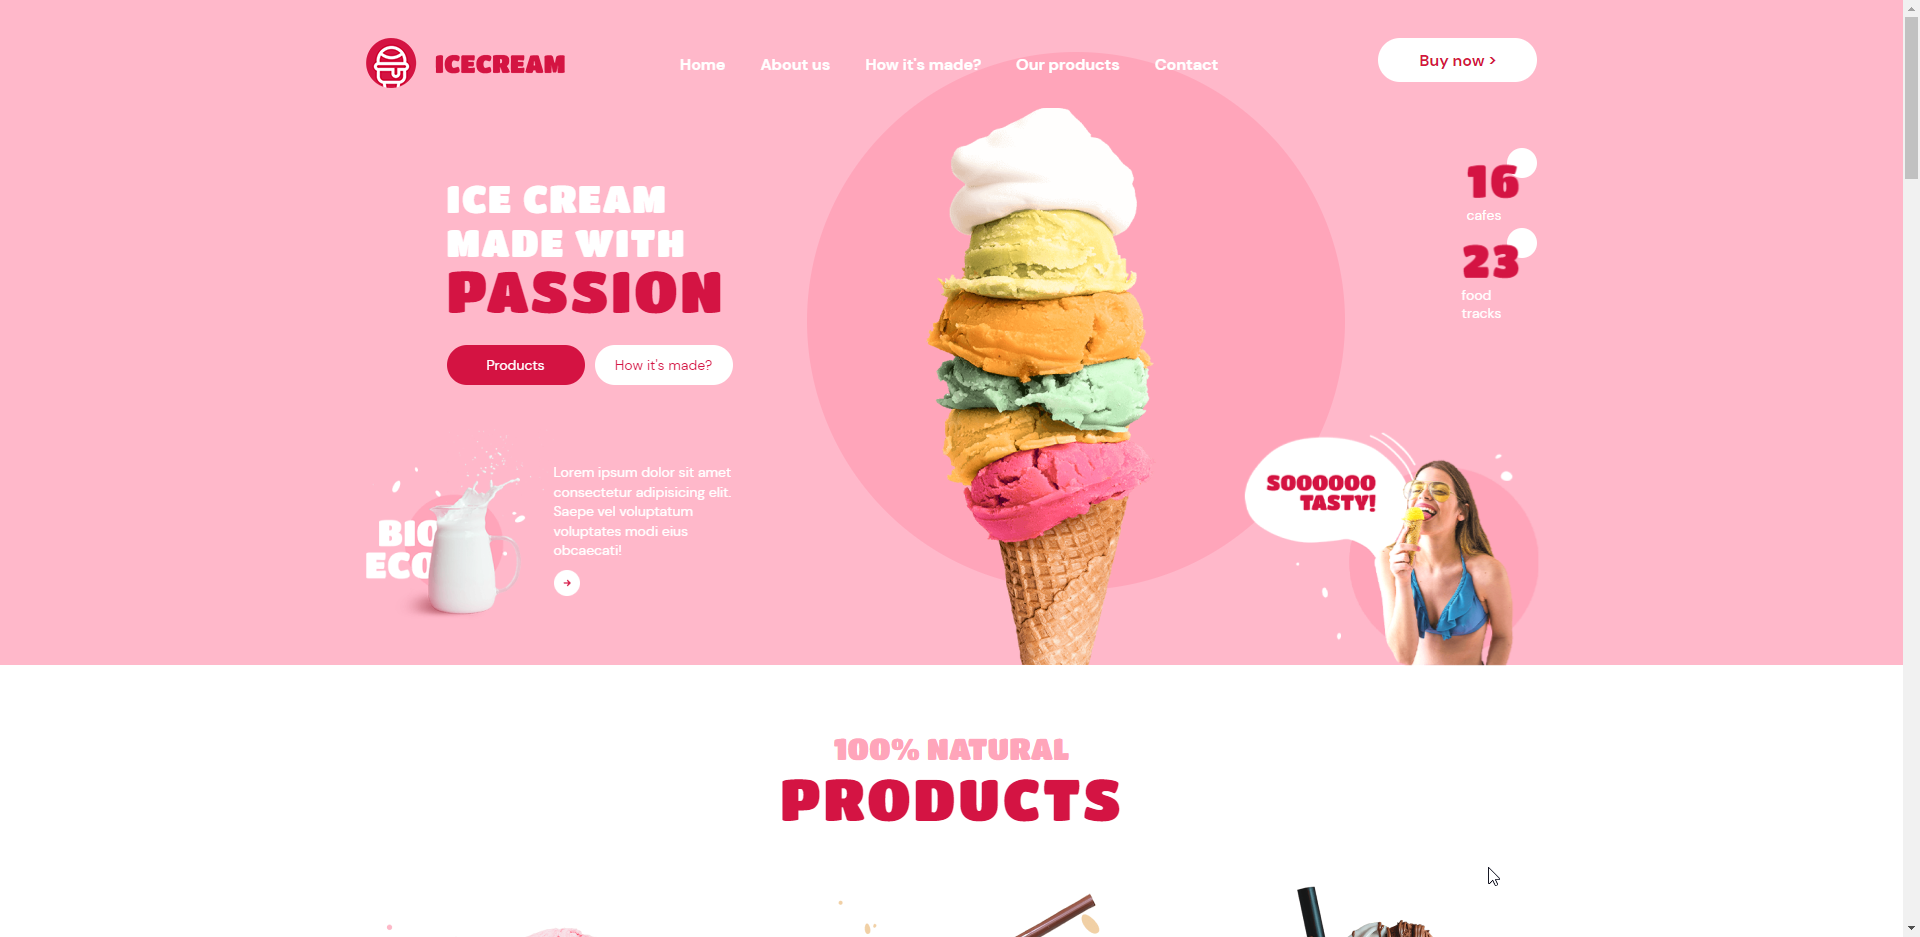 ICECREAM
Home
About us
How it's made?
Our products
Contact
Buy now >
ICE CREAM
MADE WITH
PASSION
Products
How it's made?
16
cafes
23
food
tracks
BIO
ECO
Lorem ipsum dolor sit amet
consectetur adipisicing elit.
Saepe vel voluptatum
voluptates modi eius
obcaecati!
SOOOOOO
TASTY!
100% NATURAL
PRODUCTS